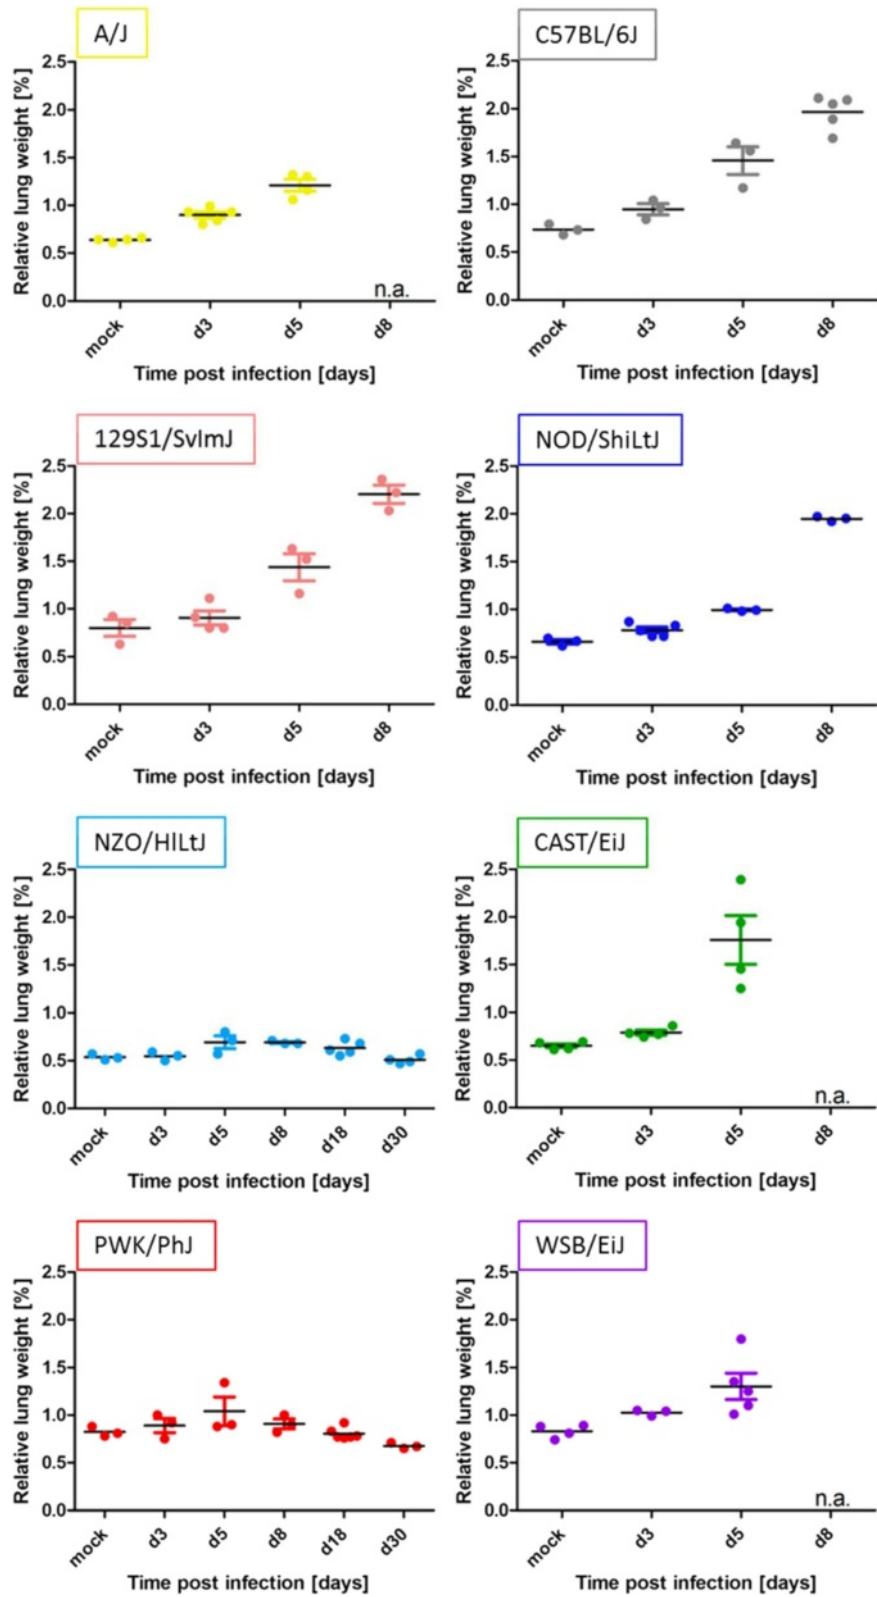 A/J
Relative lung weight [%]
2.5
2.0
1.5
1.0
0.5
0.0
n.a.
mock d3 d5 d8
Time post infection [days]
C57BL/6J
Relative lung weight [%]
2.5
2.0
1.5
1.0
0.5
0.0
mock d3 d5 d8
Time post infection [days]
129S1/SvImJ
Relative lung weight [%]
2.5
2.0
1.5
1.0
0.5
0.0
mock d3 d5 d8
Time post infection [days]
NOD/ShiLtJ
Relative lung weight [%]
2.5
2.0
1.5
1.0
0.5
0.0
mock d3 d5 d8
Time post infection [days]
NZO/HlLtJ
Relative lung weight [%]
2.5
2.0
1.5
1.0
0.5
0.0
mock d3 d5 d8 d18 d30
Time post infection [days]
CAST/EiJ
Relative lung weight [%]
2.5
2.0
1.5
1.0
0.5
0.0
n.a.
mock d3 d5 d8
Time post infection [days]
PWK/PhJ
Relative lung weight [%]
2.5
2.0
1.5
1.0
0.5
0.0
mock d3 d5 d8 d18 d30
Time post infection [days]
WSB/EiJ
Relative lung weight [%]
2.5
2.0
1.5
1.0
0.5
0.0
n.a.
mock d3 d5 d8
Time post infection [days]